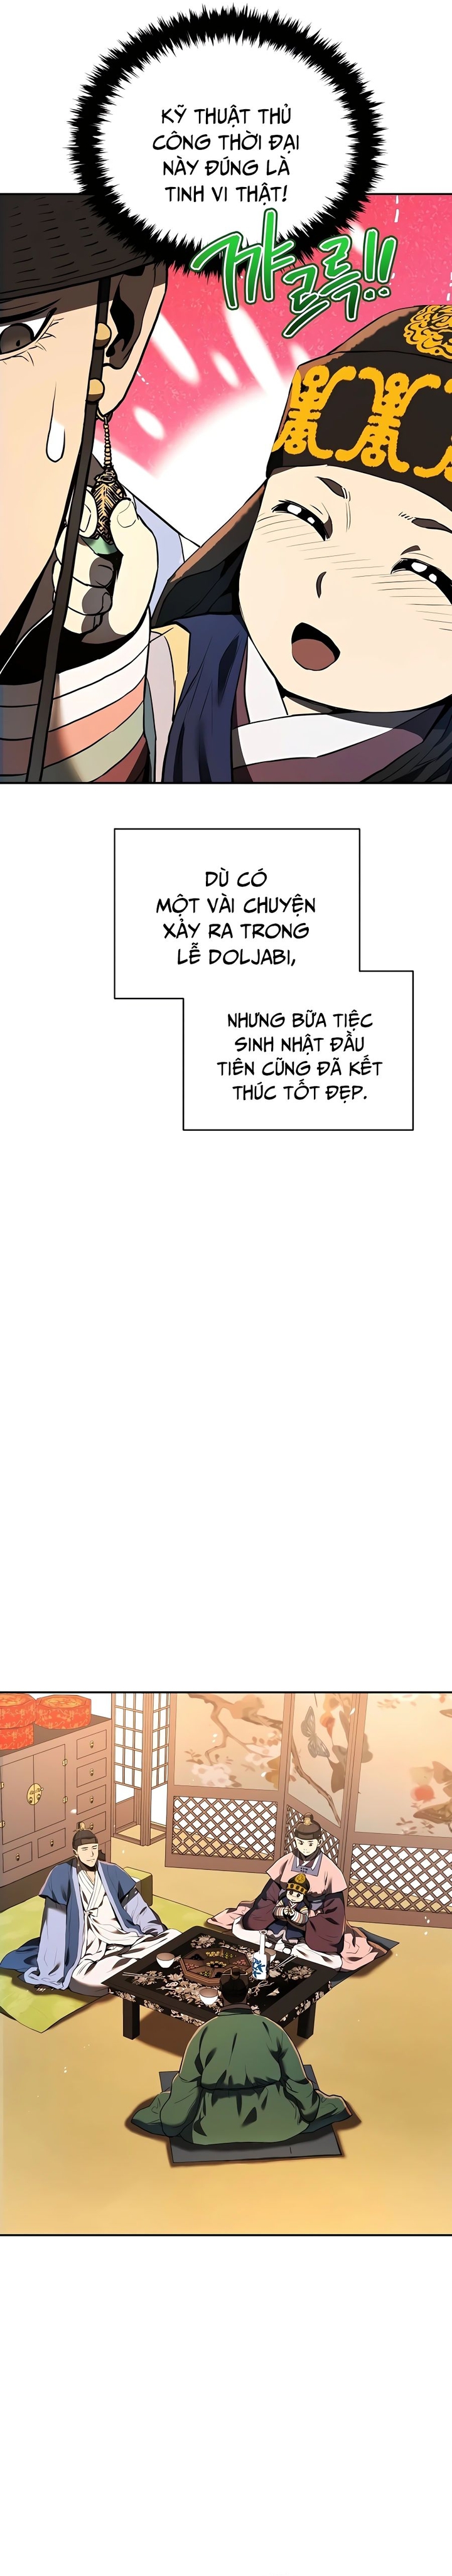 KỸ THUẬT THỦ
CÔNG THỜI ĐẠI
NÀY ĐÚNG LÀ
TINH VI THẬT!
꺄르륵!!
DÙ CÓ
MỘT VÀI CHUYỆN
XẢY RA TRONG
LỄ DOLJABI,
NHƯNG BỮA TIỆC
SINH NHẬT ĐẦU
TIÊN CŨNG ĐÃ KẾT
THÚC TỐT ĐẸP.